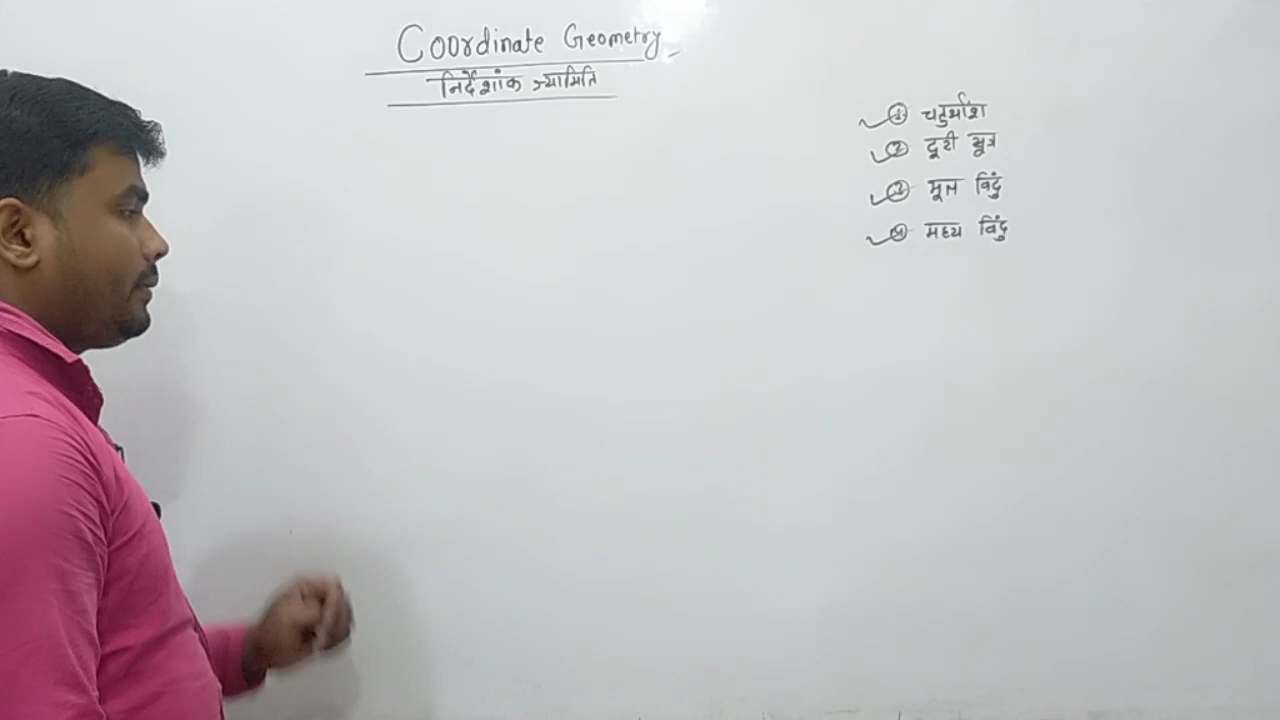 Coordinate Geometry
निर्देशांक ज्यामिति
① चतुर्थांश
② दूरी सूत्र
③ मूल बिंदु
④ मध्य बिंदु